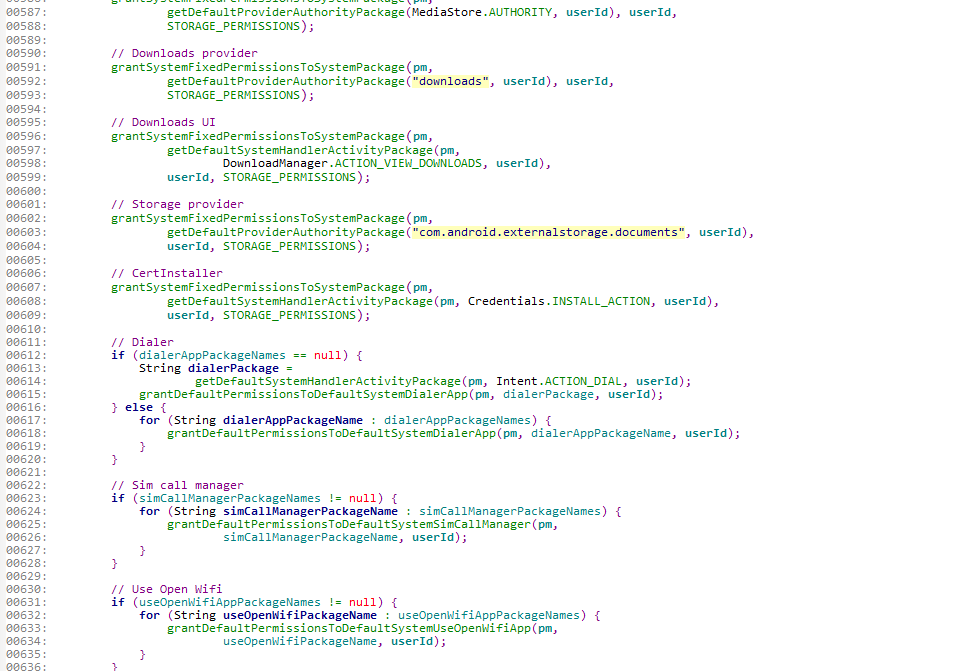 grantSystemFixedPermissionsToSystemPackage(pm,
00587:                 getDefaultProviderAuthorityPackage(MediaStore.AUTHORITY, userId), userId,
00588:                 STORAGE_PERMISSIONS);
00589:
00590:         // Downloads provider
00591:         grantSystemFixedPermissionsToSystemPackage(pm,
00592:                 getDefaultProviderAuthorityPackage("downloads", userId), userId,
00593:                 STORAGE_PERMISSIONS);
00594:
00595:         // Downloads UI
00596:         grantSystemFixedPermissionsToSystemPackage(pm,
00597:                 getDefaultSystemHandlerActivityPackage(pm,
00598:                         DownloadManager.ACTION_VIEW_DOWNLOADS, userId),
00599:                 userId, STORAGE_PERMISSIONS);
00600:
00601:         // Storage provider
00602:         grantSystemFixedPermissionsToSystemPackage(pm,
00603:                 getDefaultProviderAuthorityPackage("com.android.externalstorage.documents", userId),
00604:                 userId, STORAGE_PERMISSIONS);
00605:
00606:         // CertInstaller
00607:         grantSystemFixedPermissionsToSystemPackage(pm,
00608:                 getDefaultSystemHandlerActivityPackage(pm, Credentials.INSTALL_ACTION, userId),
00609:                 userId, STORAGE_PERMISSIONS);
00610:
00611:         // Dialer
00612:         if (dialerAppPackageNames == null) {
00613:             String dialerPackage =
00614:                     getDefaultSystemHandlerActivityPackage(pm, Intent.ACTION_DIAL, userId);
00615:             grantDefaultPermissionsToDefaultSystemDialerApp(pm, dialerPackage, userId);
00616:         } else {
00617:             for (String dialerAppPackageName : dialerAppPackageNames) {
00618:                 grantDefaultPermissionsToDefaultSystemDialerApp(pm, dialerAppPackageName, userId);
00619:             }
00620:         }
00621:
00622:         // Sim call manager
00623:         if (simCallManagerPackageNames != null) {
00624:             for (String simCallManagerPackageName : simCallManagerPackageNames) {
00625:                 grantDefaultPermissionsToDefaultSystemSimCallManager(pm,
00626:                         simCallManagerPackageName, userId);
00627:             }
00628:         }
00629:
00630:         // Use Open Wifi
00631:         if (useOpenWifiAppPackageNames != null) {
00632:             for (String useOpenWifiPackageName : useOpenWifiAppPackageNames) {
00633:                 grantDefaultPermissionsToDefaultSystemUseOpenWifiApp(pm,
00634:                         useOpenWifiPackageName, userId);
00635:             }
00636:         }